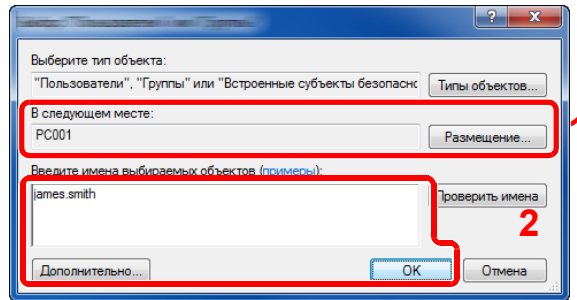 Выберите тип объекта:
"Пользователи", "Группы" или "Встроенные субъекты безопасно
Типы объектов...
В следующем месте:
PC001
Размещение...
Введите имена выбираемых объектов (примеры):
james.smith
Проверить имена
2
Дополнительно...
OK
Отмена